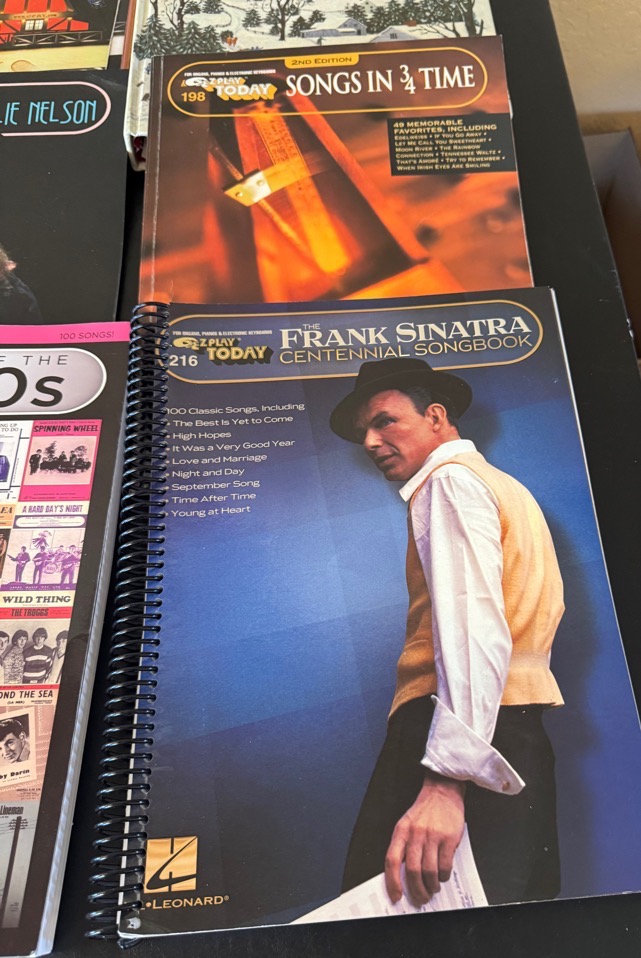 LIE NELSON
2ND EDITION
FOR ORGANS, PIANOS & ELECTRONIC KEYBOARDS
E-Z PLAY
TODAY
198
SONGS IN 3/4 TIME
49 MEMORABLE
FAVORITES, INCLUDING
EDELWEISS • IF YOU GO AWAY •
LET ME CALL YOU SWEETHEART •
MOON RIVER • THE RAINBOW
CONNECTION • TENNESSEE WALTZ •
THAT'S AMORÉ • TRY TO REMEMBER •
WHEN IRISH EYES ARE SMILING
100 SONGS!
F THE
0s
SPINNING WHEEL
A HARD DAY'S NIGHT
WILD THING
THE TROGGS
OND THE SEA
by Darin
Lineman
FOR ORGANS, PIANOS & ELECTRONIC KEYBOARDS
E-Z PLAY
TODAY
216
THE
FRANK SINATRA
CENTENNIAL SONGBOOK
100 Classic Songs, Including
• The Best Is Yet to Come
• High Hopes
• It Was a Very Good Year
• Love and Marriage
• Night and Day
• September Song
• Time After Time
• Young at Heart
• LEONARD®